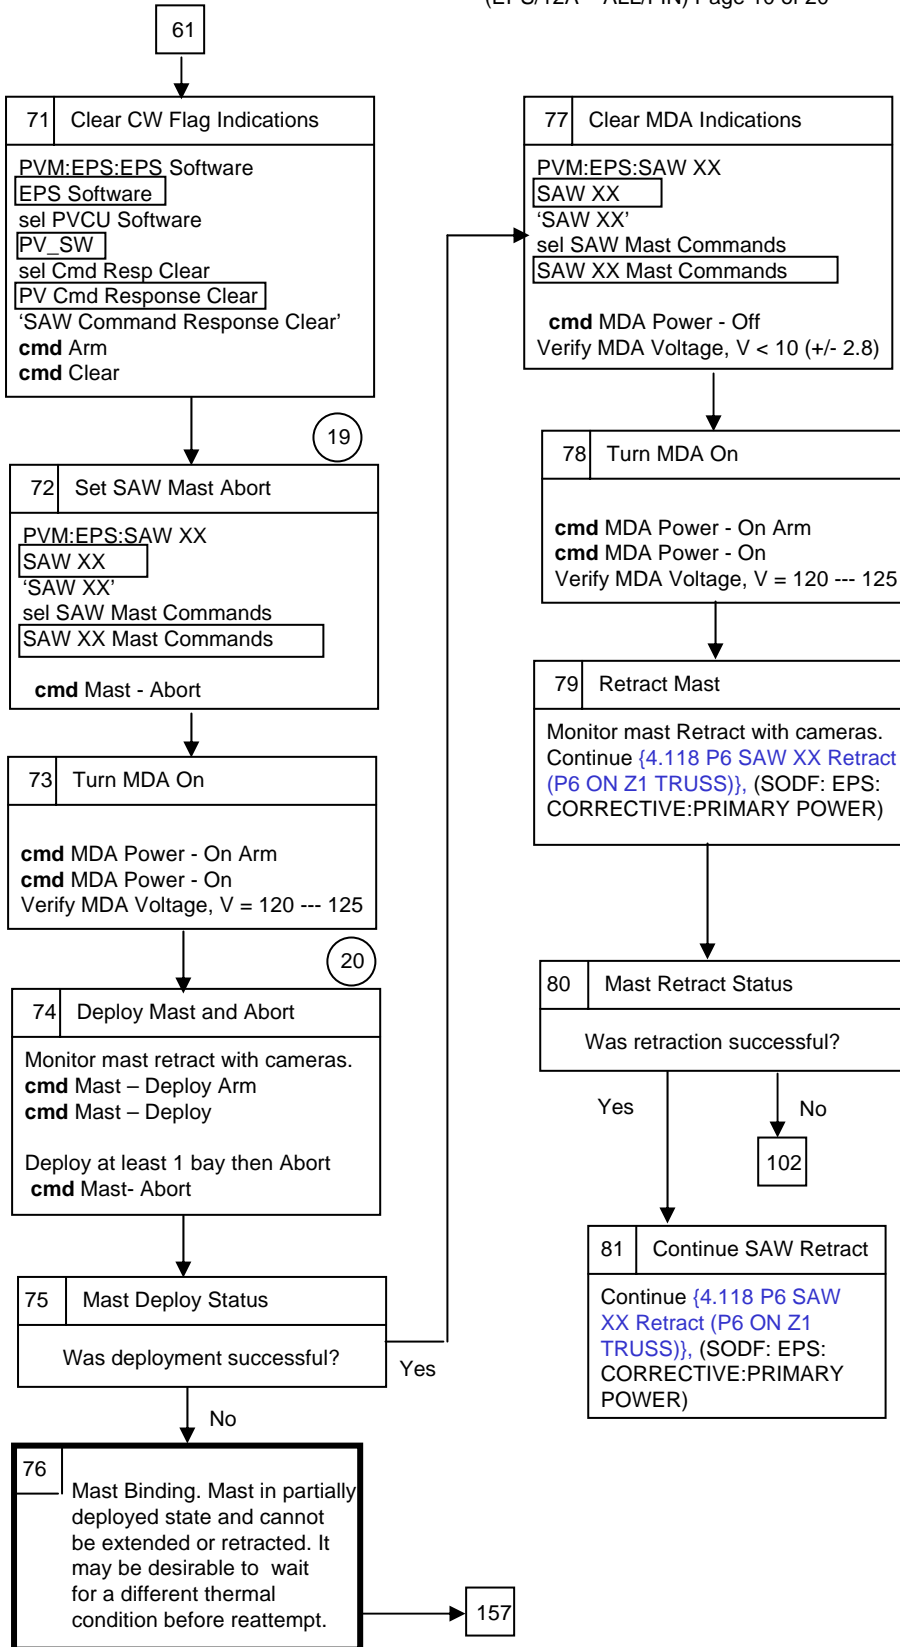 (EPS/12A - ALL/FIN) Page 10 of 20
61
71 Clear CW Flag Indications
PVM:EPS:EPS Software
EPS Software
sel PVCU Software
PV_SW
sel Cmd Resp Clear
PV Cmd Response Clear
‘SAW Command Response Clear’
cmd Arm
cmd Clear
19
72 Set SAW Mast Abort
PVM:EPS:SAW XX
SAW XX
‘SAW XX’
sel SAW Mast Commands
SAW XX Mast Commands
cmd Mast - Abort
73 Turn MDA On
cmd MDA Power - On Arm
cmd MDA Power - On
Verify MDA Voltage, V = 120 --- 125
20
74 Deploy Mast and Abort
Monitor mast retract with cameras.
cmd Mast – Deploy Arm
cmd Mast – Deploy
Deploy at least 1 bay then Abort
cmd Mast- Abort
75 Mast Deploy Status
Was deployment successful?
Yes
No
76
Mast Binding. Mast in partially
deployed state and cannot
be extended or retracted. It
may be desirable to wait
for a different thermal
condition before reattempt.
157
77 Clear MDA Indications
PVM:EPS:SAW XX
SAW XX
‘SAW XX’
sel SAW Mast Commands
SAW XX Mast Commands
cmd MDA Power - Off
Verify MDA Voltage, V < 10 (+/- 2.8)
78 Turn MDA On
cmd MDA Power - On Arm
cmd MDA Power - On
Verify MDA Voltage, V = 120 --- 125
79 Retract Mast
Monitor mast Retract with cameras.
Continue {4.118 P6 SAW XX Retract
(P6 ON Z1 TRUSS)}, (SODF: EPS:
CORRECTIVE:PRIMARY POWER)
80 Mast Retract Status
Was retraction successful?
Yes
No
102
81 Continue SAW Retract
Continue {4.118 P6 SAW
XX Retract (P6 ON Z1
TRUSS)}, (SODF: EPS:
CORRECTIVE:PRIMARY
POWER)